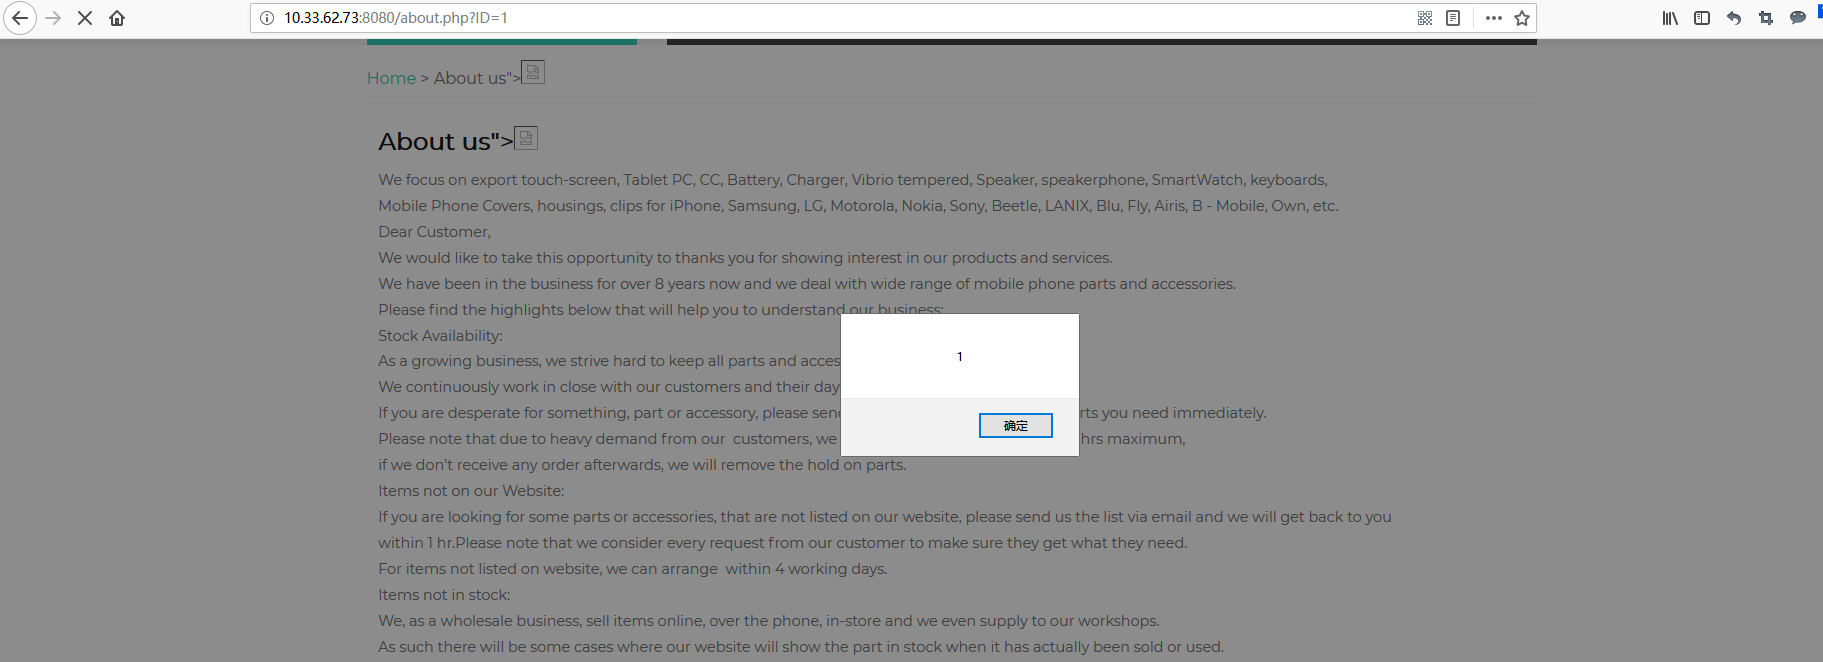 10.33.62.73:8080/about.php?ID=1
Home > About us">
About us">
We focus on export touch-screen, Tablet PC, CC, Battery, Charger, Vibrio tempered, Speaker, speakerphone, SmartWatch, keyboards,
Mobile Phone Covers, housings, clips for iPhone, Samsung, LG, Motorola, Nokia, Sony, Beetle, LANIX, Blu, Fly, Airis, B - Mobile, Own, etc.
Dear Customer,
We would like to take this opportunity to thanks you for showing interest in our products and services.
We have been in the business for over 8 years now and we deal with wide range of mobile phone parts and accessories.
Please find the highlights below that will help you to understand our business:
Stock Availability:
As a growing business, we strive hard to keep all parts and acces
We continuously work in close with our customers and their day
If you are desperate for something, part or accessory, please send rts you need immediately.
Please note that due to heavy demand from our customers, we hrs maximum,
if we don't receive any order afterwards, we will remove the hold on parts.
Items not on our Website:
If you are looking for some parts or accessories, that are not listed on our website, please send us the list via email and we will get back to you
within 1 hr.Please note that we consider every request from our customer to make sure they get what they need.
For items not listed on website, we can arrange within 4 working days.
Items not in stock:
We, as a wholesale business, sell items online, over the phone, in-store and we even supply to our workshops.
As such there will be some cases where our website will show the part in stock when it has actually been sold or used.
1
确定